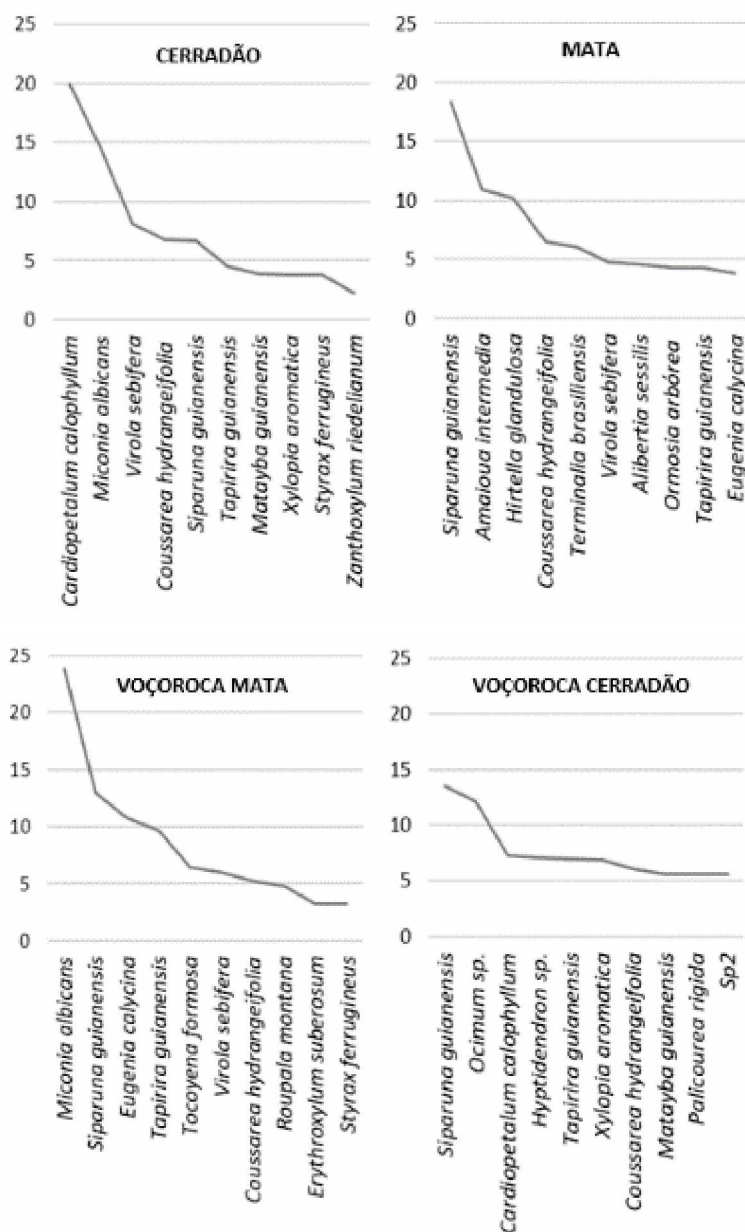 CERRADÃO
25
20
15
10
5
0
Cardiopetalum calophyllum
Miconia albicans
Virola sebifera
Coussarea hydrangeifolia
Siparuna guianensis
Tapirira guianensis
Matayba guianensis
Xylopia aromatica
Styrax ferrugineus
Zanthoxylum riedelianum
MATA
25
20
15
10
5
0
Siparuna guianensis
Amaioua intermedia
Hirtella glandulosa
Coussarea hydrangeifolia
Terminalia brasiliensis
Virola sebifera
Alibertia sessilis
Ormosia arbórea
Tapirira guianensis
Eugenia calycina
VOÇOROCA MATA
25
20
15
10
5
0
Miconia albicans
Siparuna guianensis
Eugenia calycina
Tapirira guianensis
Tocoyena formosa
Virola sebifera
Coussarea hydrangeifolia
Roupala montana
Erythroxylum suberosum
Styrax ferrugineus
VOÇOROCA CERRADÃO
25
20
15
10
5
0
Siparuna guianensis
Ocimum sp.
Cardiopetalum calophyllum
Hyptidendron sp.
Tapirira guianensis
Xylopia aromatica
Coussarea hydrangeifolia
Matayba guianensis
Palicourea rigida
Sp2